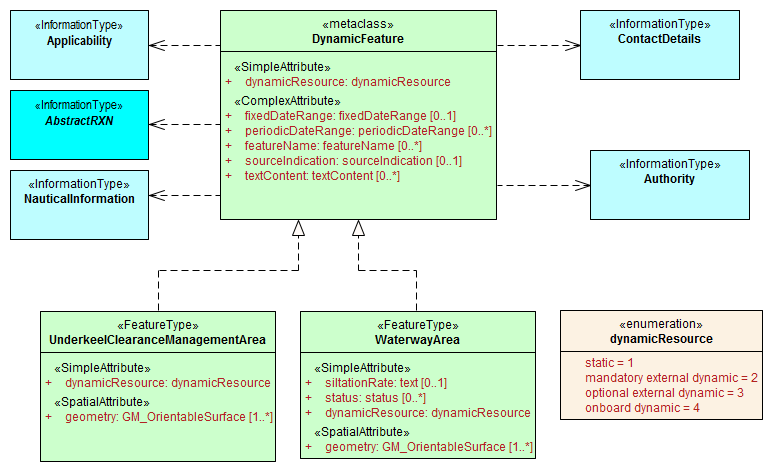 «InformationType»
Applicability
«InformationType»
AbstractRXN
«InformationType»
NauticalInformation
«metaclass»
DynamicFeature
«SimpleAttribute»
+ dynamicResource: dynamicResource
«ComplexAttribute»
+ fixedDateRange: fixedDateRange [0..1]
+ periodicDateRange: periodicDateRange [0..*]
+ featureName: featureName [0..*]
+ sourceIndication: sourceIndication [0..1]
+ textContent: textContent [0..*]
«InformationType»
ContactDetails
«InformationType»
Authority
«FeatureType»
UnderkeelClearanceManagementArea
«SimpleAttribute»
+ dynamicResource: dynamicResource
«SpatialAttribute»
+ geometry: GM_OrientableSurface [1..*]
«FeatureType»
WaterwayArea
«SimpleAttribute»
+ siltationRate: text [0..1]
+ status: status [0..*]
+ dynamicResource: dynamicResource
«SpatialAttribute»
+ geometry: GM_OrientableSurface [1..*]
«enumeration»
dynamicResource
static = 1
mandatory external dynamic = 2
optional external dynamic = 3
onboard dynamic = 4